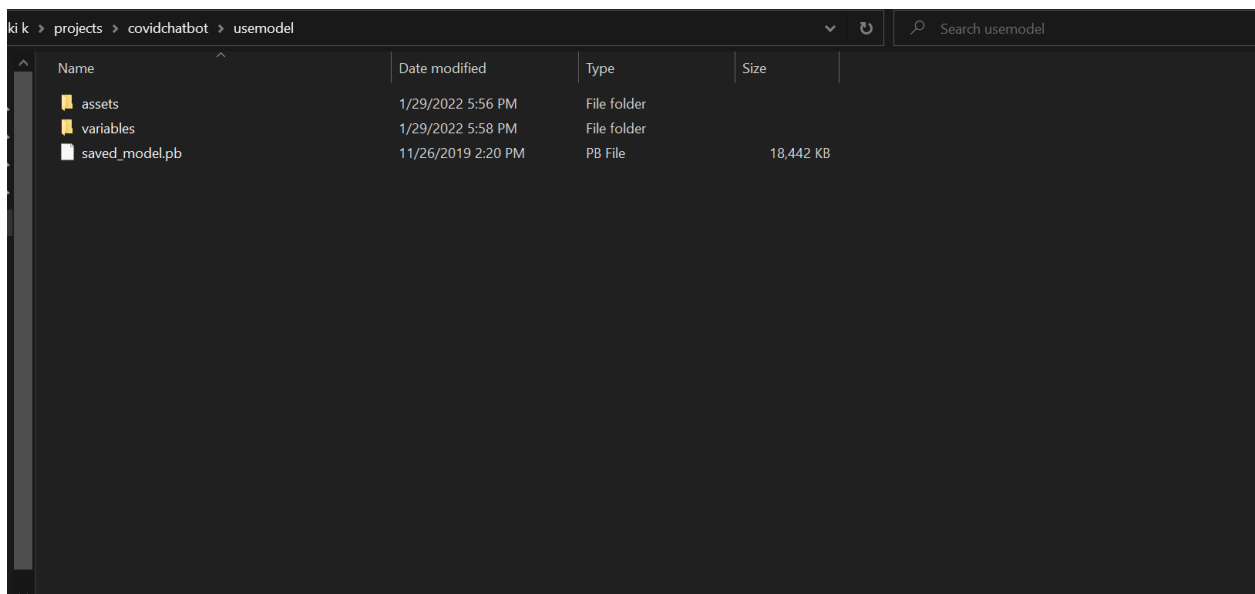 ki k > projects > covidchatbot > usemodel Search usemodel
Name Date modified Type Size
assets 1/29/2022 5:56 PM File folder
variables 1/29/2022 5:58 PM File folder
saved_model.pb 11/26/2019 2:20 PM PB File 18,442 KB